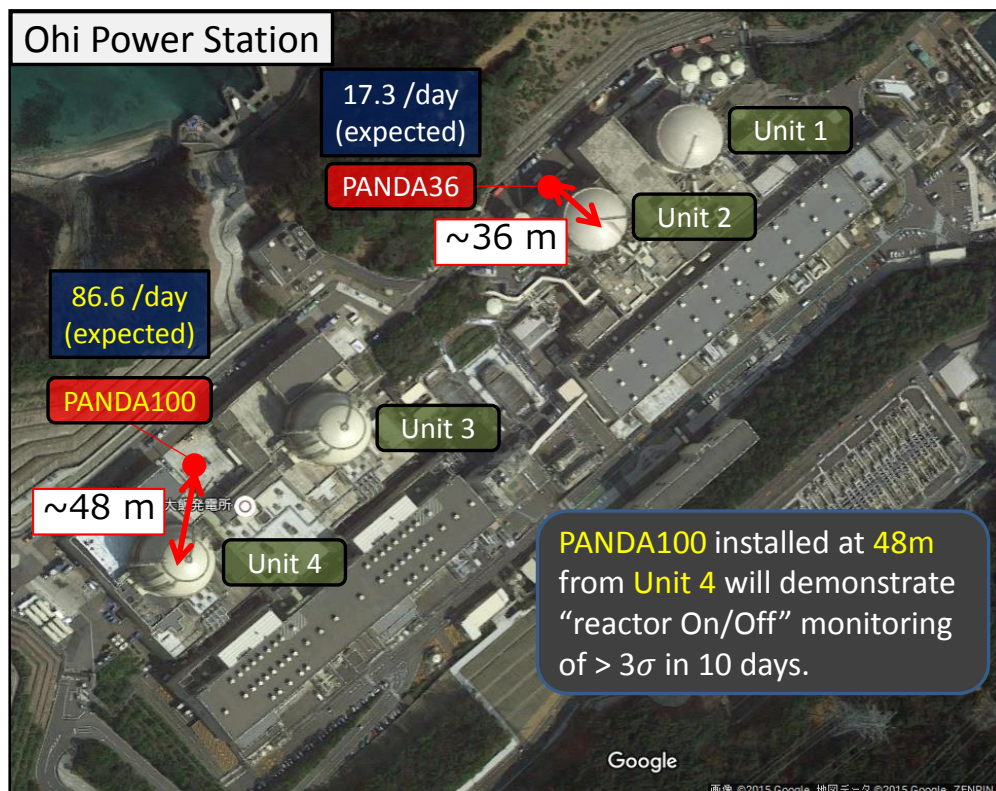 Ohi Power Station
17.3 /day
(expected)
Unit 1
PANDA36
Unit 2
~36 m
86.6 /day
(expected)
PANDA100
Unit 3
~48 m
大飯発電所
Unit 4
PANDA100 installed at 48m
from Unit 4 will demonstrate
“reactor On/Off” monitoring
of > 3σ in 10 days.
Google
画像 ©2015 Google, 地図データ ©2015 Google, ZENRIN